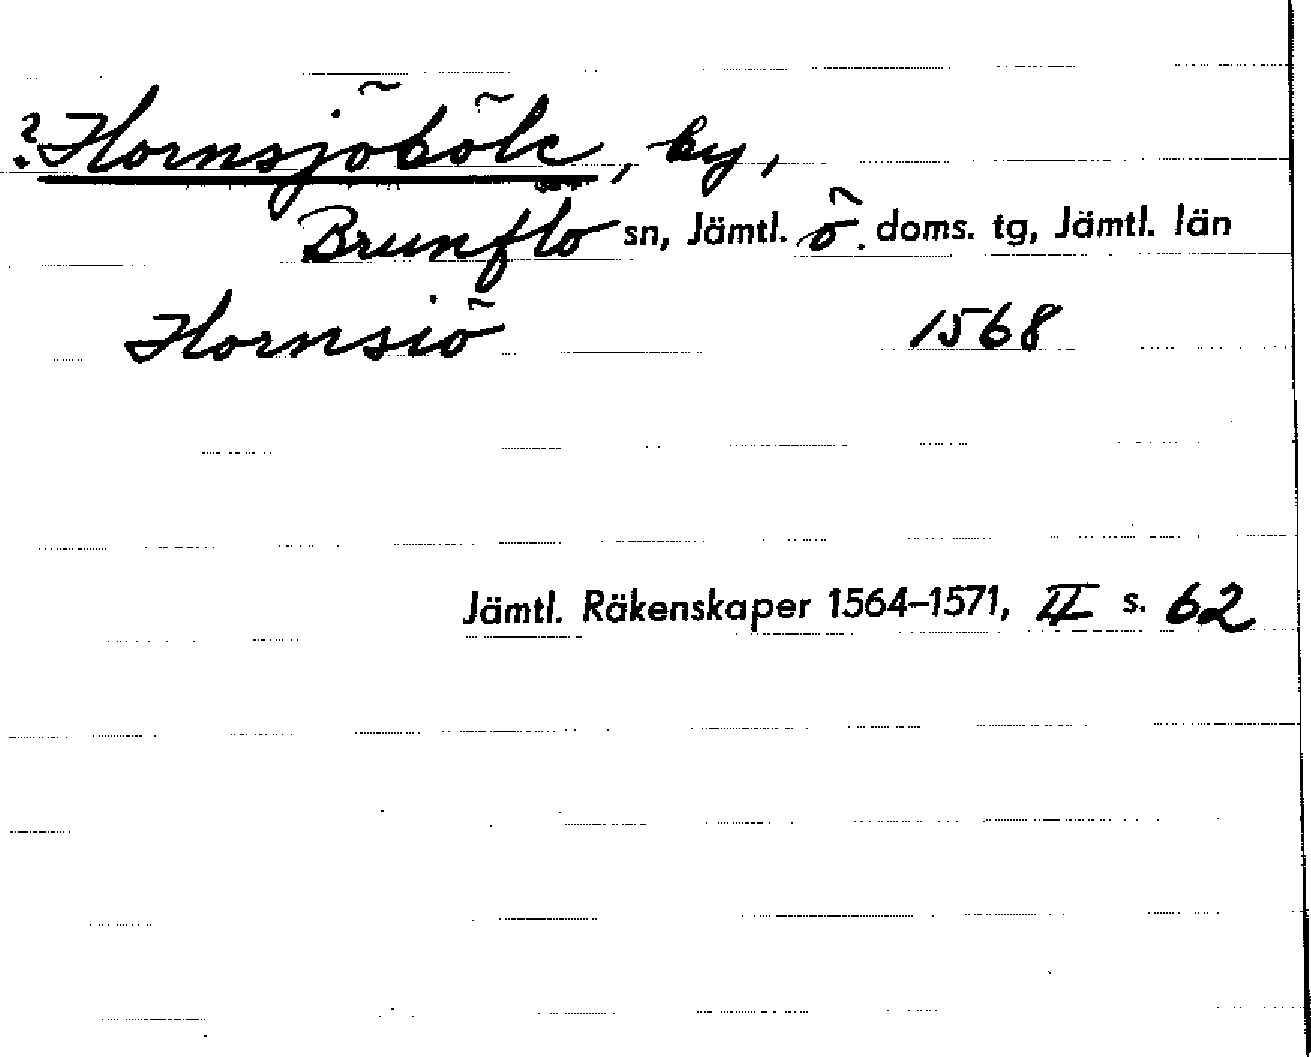 ? Hornsjöböle, by,
Brunflo sn, Jämtl. ö. doms. tg, Jämtl. län
Hornsiö 1568
Jämtl. Räkenskaper 1564–1571, II s. 62